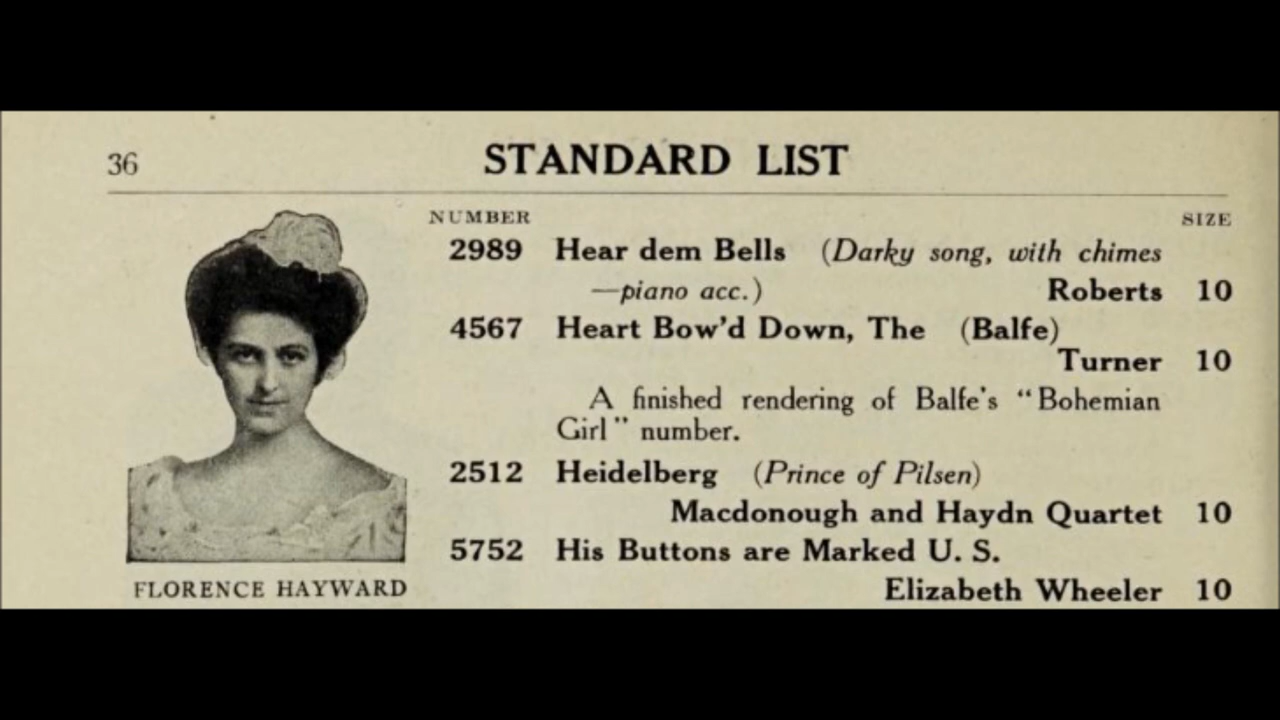 36 STANDARD LIST
NUMBER SIZE
2989 Hear dem Bells (Darky song, with chimes
—piano acc.) Roberts 10
4567 Heart Bow'd Down, The (Balfe)
Turner 10
A finished rendering of Balfe's “Bohemian
Girl” number.
2512 Heidelberg (Prince of Pilsen)
Macdonough and Haydn Quartet 10
5752 His Buttons are Marked U. S.
Elizabeth Wheeler 10
FLORENCE HAYWARD